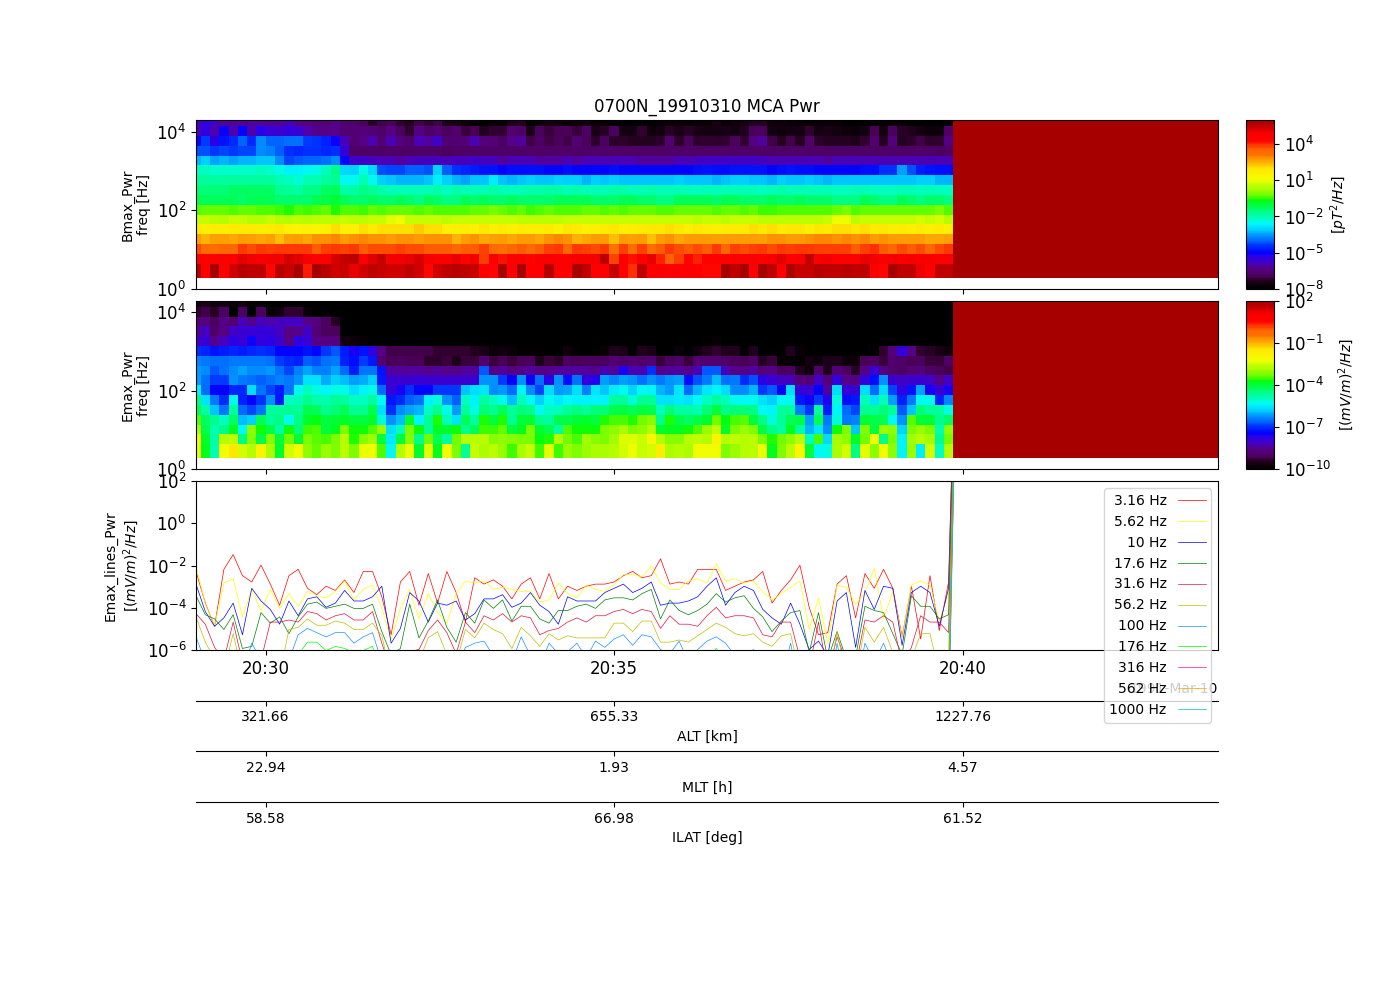 0700N_19910310 MCA Pwr
Bmax_Pwr
freq [Hz]
10^4
10^2
10^0
10^4
10^1
10^-2
10^-5
10^-8
[pT^2/Hz]
Emax_Pwr
freq [Hz]
10^4
10^2
10^0
10^2
10^-1
10^-4
10^-7
10^-10
[(mV/m)^2/Hz]
Emax_lines_Pwr
[(mV/m)^2/Hz]
10^2
10^0
10^-2
10^-4
10^-6
3.16 Hz
5.62 Hz
10 Hz
17.6 Hz
31.6 Hz
56.2 Hz
100 Hz
176 Hz
316 Hz
562 Hz
1000 Hz
20:30 20:35 20:40
-Mar 10
321.66 655.33 1227.76
ALT [km]
22.94 1.93 4.57
MLT [h]
58.58 66.98 61.52
ILAT [deg]